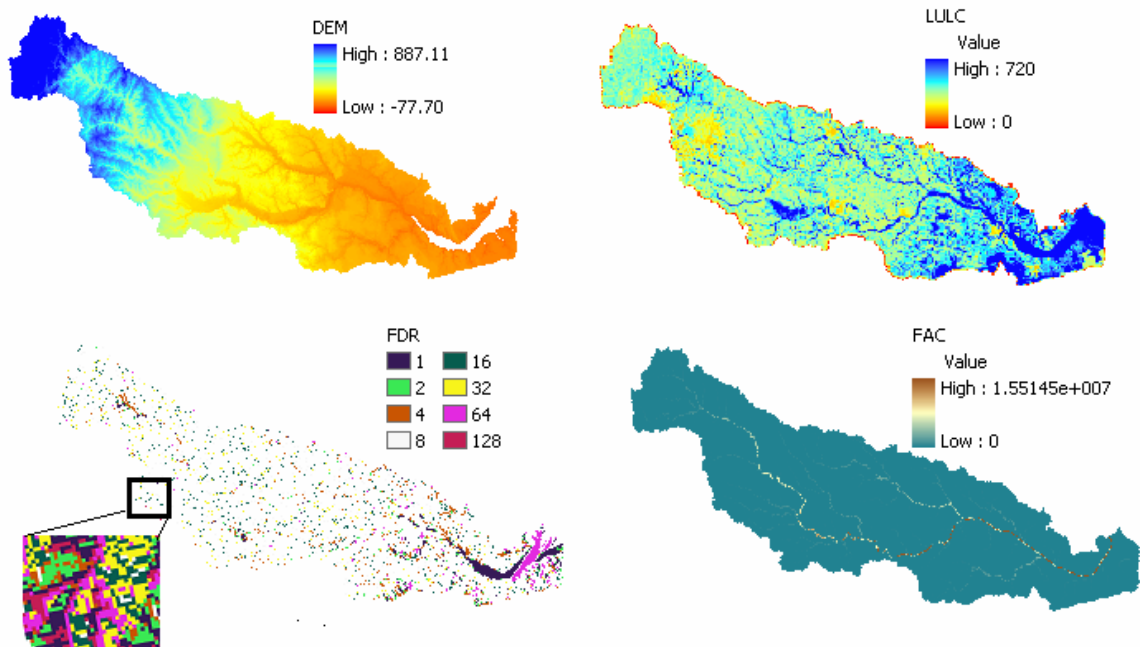 DEM
High : 887.11
Low : -77.70
LULC
Value
High : 720
Low : 0
FDR
1 16
2 32
4 64
8 128
FAC
Value
High : 1.55145e+007
Low : 0